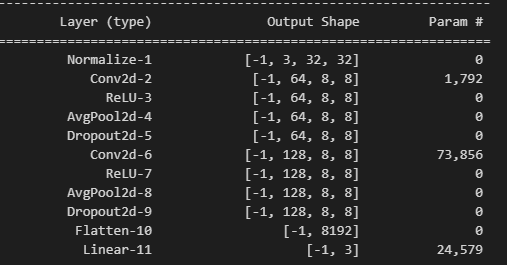 Layer (type) Output Shape Param #
Normalize-1 [-1, 3, 32, 32] 0
Conv2d-2 [-1, 64, 8, 8] 1,792
ReLU-3 [-1, 64, 8, 8] 0
AvgPool2d-4 [-1, 64, 8, 8] 0
Dropout2d-5 [-1, 64, 8, 8] 0
Conv2d-6 [-1, 128, 8, 8] 73,856
ReLU-7 [-1, 128, 8, 8] 0
AvgPool2d-8 [-1, 128, 8, 8] 0
Dropout2d-9 [-1, 128, 8, 8] 0
Flatten-10 [-1, 8192] 0
Linear-11 [-1, 3] 24,579